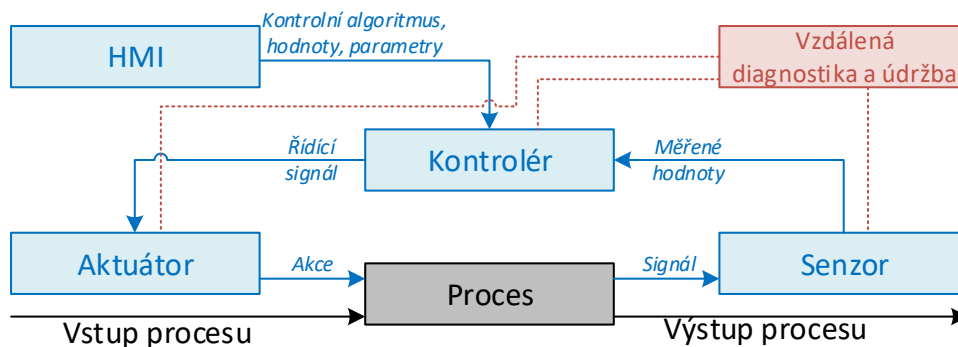 Kontrolní algoritmus,
hodnoty, parametry
HMI
Vzdálená
diagnostika a údržba
Řídící
signál
Kontrolér
Měřené
hodnoty
Aktuátor
Akce
Proces
Signál
Senzor
Vstup procesu
Výstup procesu